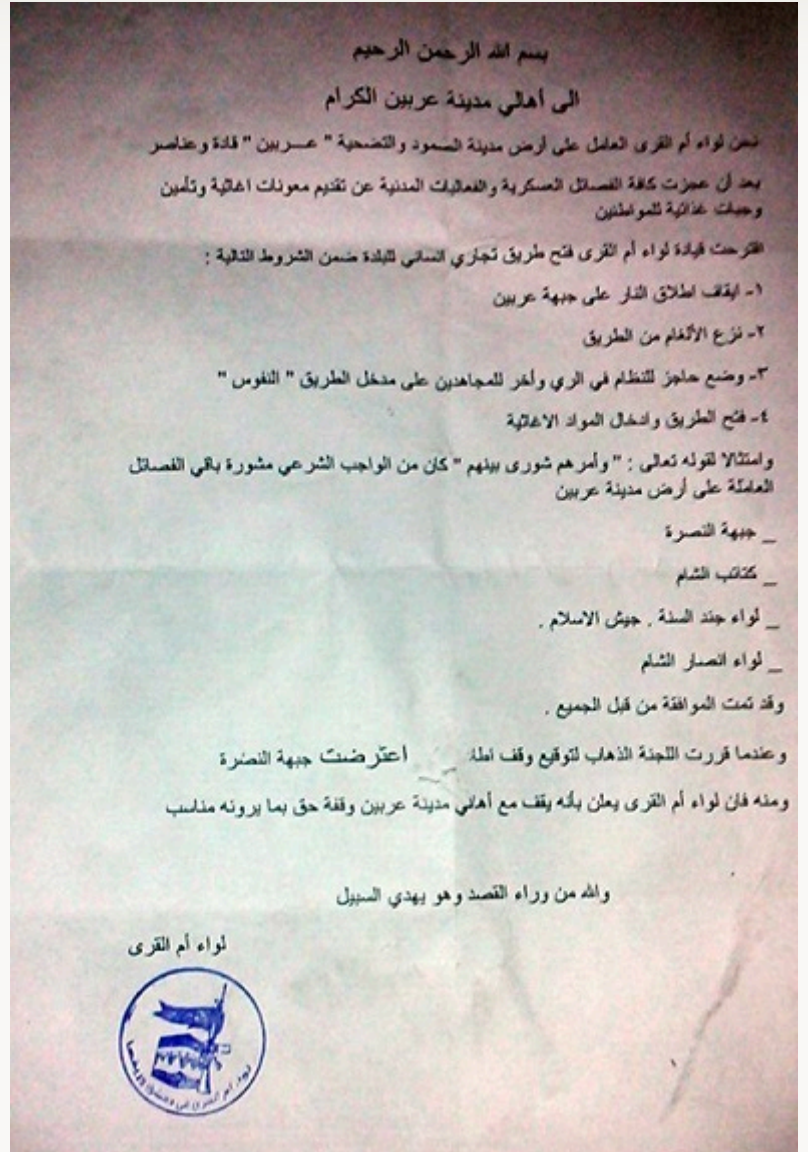 بسم الله الرحمن الرحيم
الى أهالي مدينة عربين الكرام
نحن لواء أم القرى العامل على أرض مدينة الصمود والتضحية " عـــربين " قادة وعناصر
بعد أن عجزت كافة الفصائل العسكرية والفعاليات المدنية عن تقديم معونات اغاثية وتأمين
وجبات غذائية للمواطنين
اقترحت قيادة لواء أم القرى فتح طريق تجاري انساني للبلدة ضمن الشروط التالية :
١- ايقاف اطلاق النار على جبهة عربين
٢- نزع الألغام من الطريق
٣- وضع حاجز للنظام في الري وأخر للمجاهدين على مدخل الطريق " النفوس "
٤- فتح الطريق وادخال المواد الاغاثية
وامتثالا لقوله تعالى : " وأمرهم شورى بينهم " كان من الواجب الشرعي مشورة باقي الفصائل
العاملة على أرض مدينة عربين
_ جبهة النصرة
_ كتائب الشام
_ لواء جند السنة . جيش الاسلام .
_ لواء انصار الشام
وقد تمت الموافقة من قبل الجميع .
وعندما قررت اللجنة الذهاب لتوقيع وقف اطلا اعترضت جبهة النصرة
ومنه فان لواء أم القرى يعلن بأنه يقف مع أهالي مدينة عربين وقفة حق بما يرونه مناسب
والله من وراء القصد وهو يهدي السبيل
لواء أم القرى
لواء أم القرى في دمشق